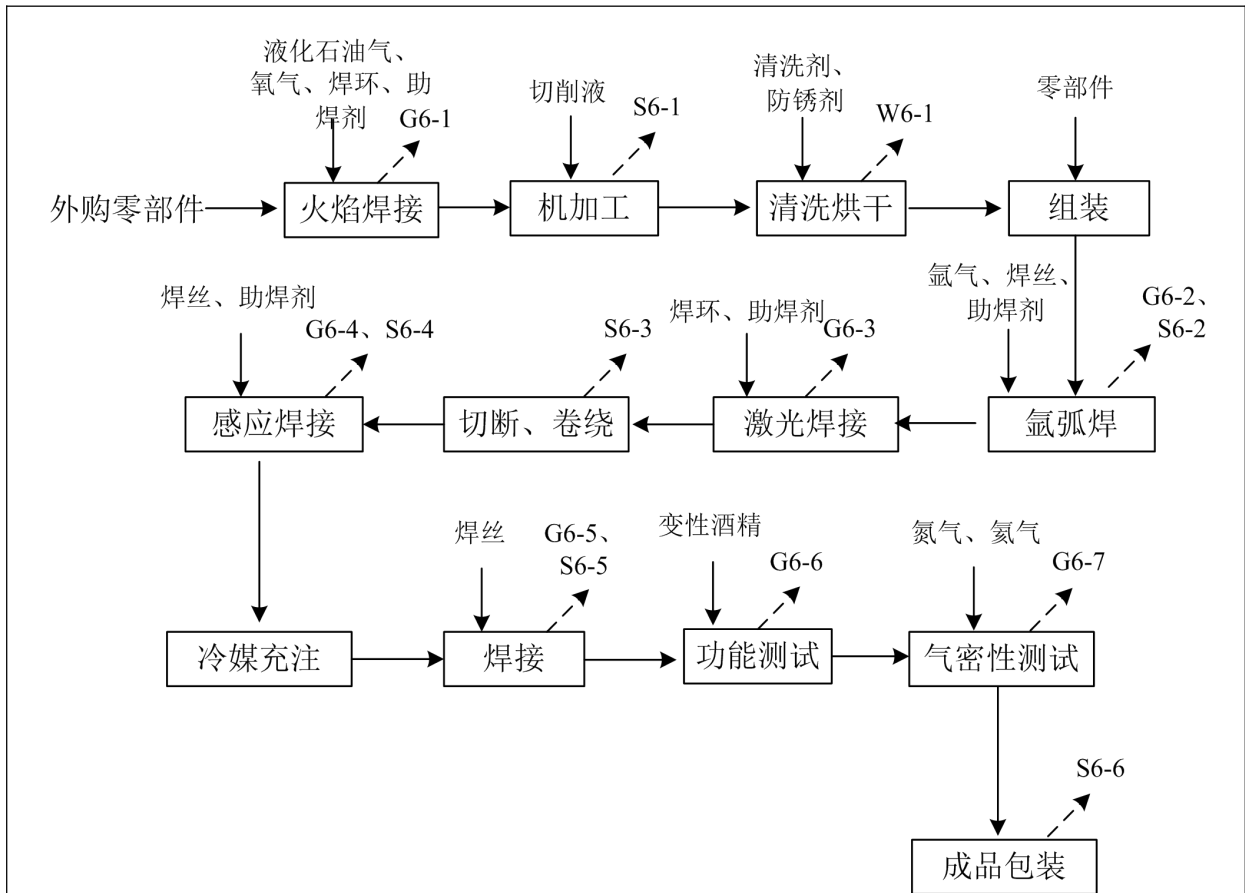 液化石油气、
氧气、焊环、助
焊剂
G6-1
切削液
S6-1
清洗剂、
防锈剂
W6-1
零部件
外购零部件
火焰焊接
机加工
清洗烘干
组装
焊丝、助焊剂
G6-4、S6-4
S6-3
焊环、助焊剂
G6-3
氩气、焊丝、
助焊剂
G6-2、
S6-2
感应焊接
切断、卷绕
激光焊接
氩弧焊
焊丝
G6-5、
S6-5
变性酒精
G6-6
氮气、氦气
G6-7
冷媒充注
焊接
功能测试
气密性测试
S6-6
成品包装